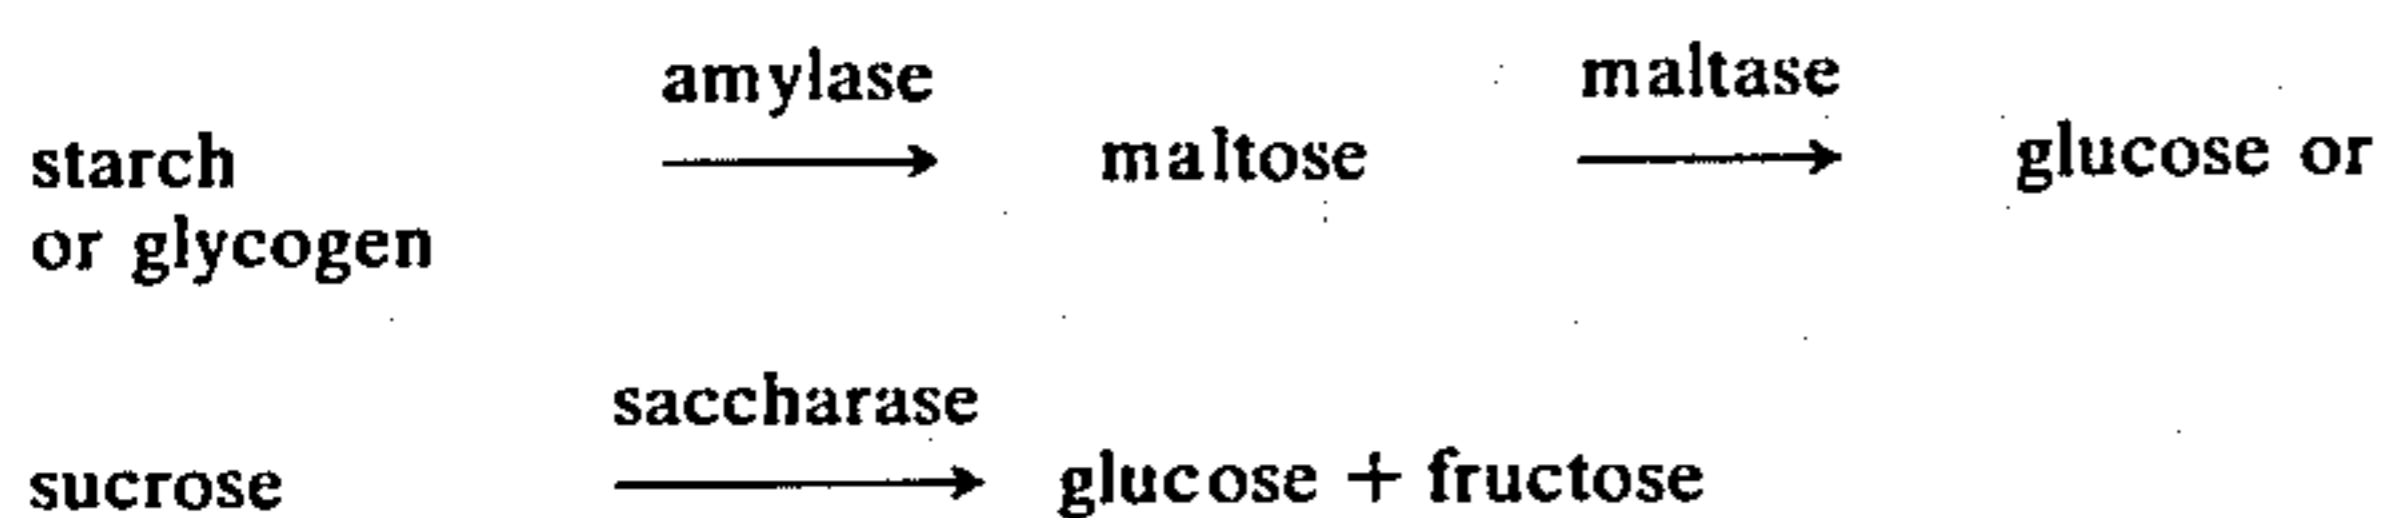 amylase maltase
starch maltose glucose or
or glycogen
saccharase
sucrose glucose + fructose